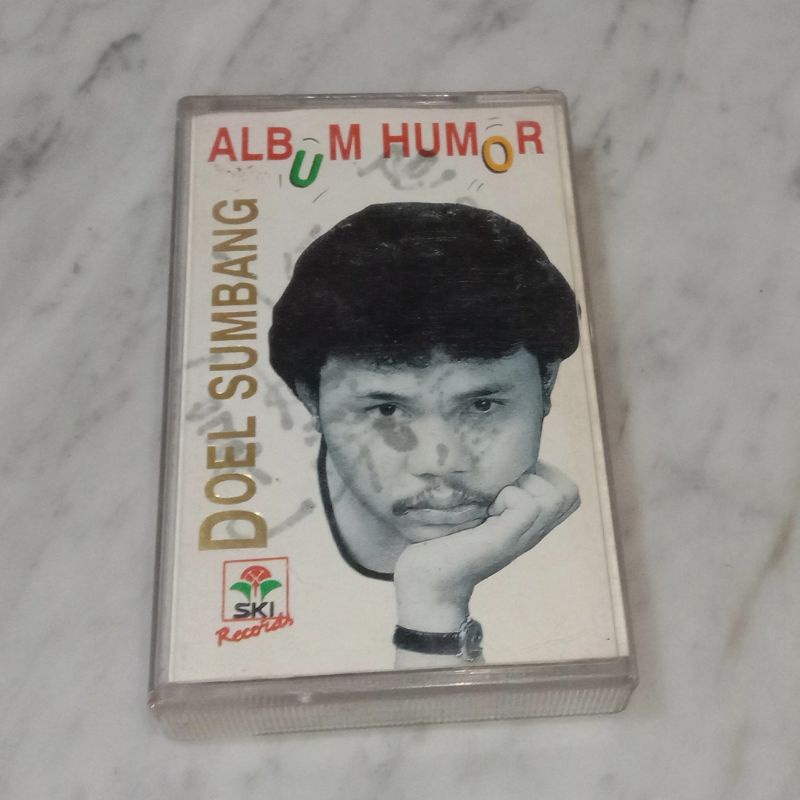 ALBUM HUMOR
DOEL SUMBANG
SKI
Records